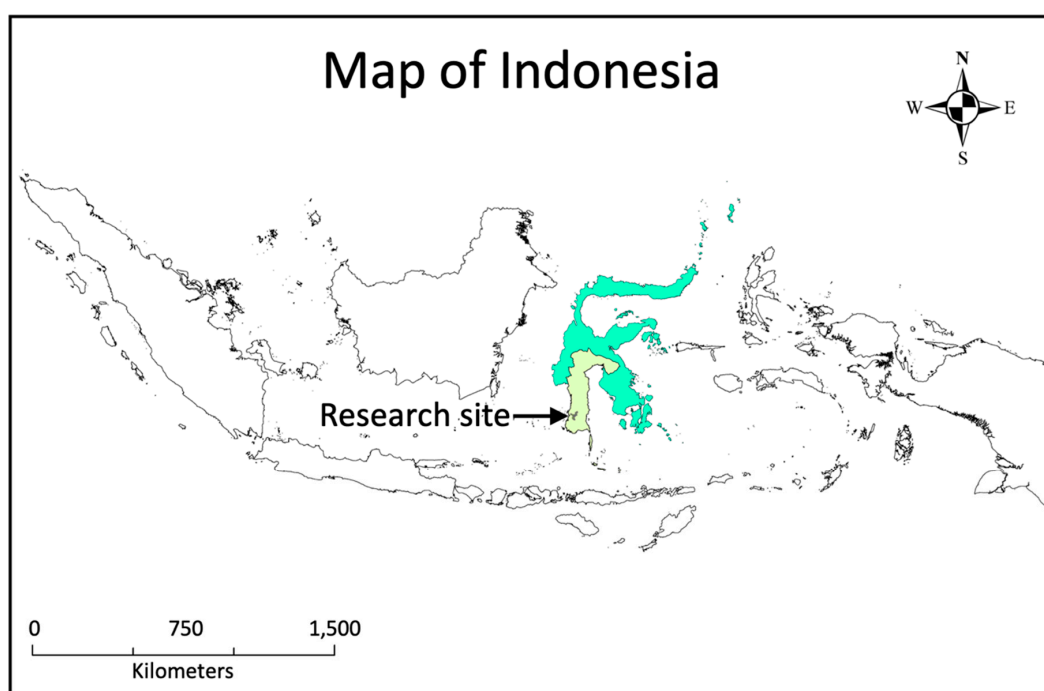 Map of Indonesia
N
W E
S
Research site
0 750 1,500
Kilometers